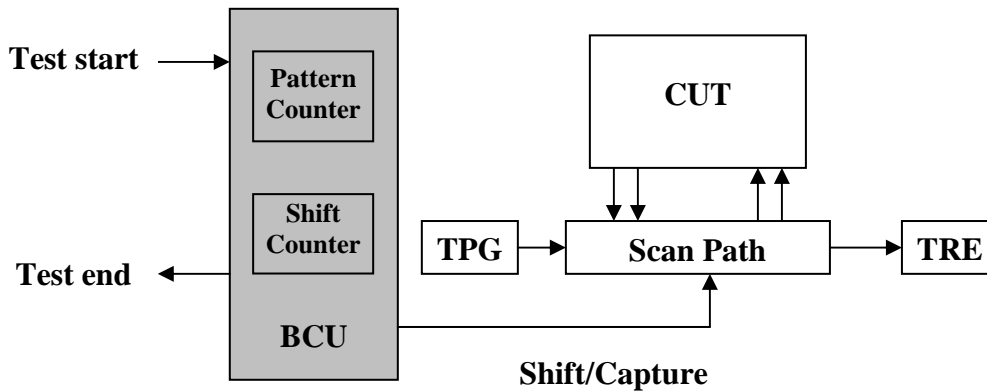 Test start
Pattern
Counter
CUT
Shift
Counter
TPG
Scan Path
TRE
Test end
BCU
Shift/Capture